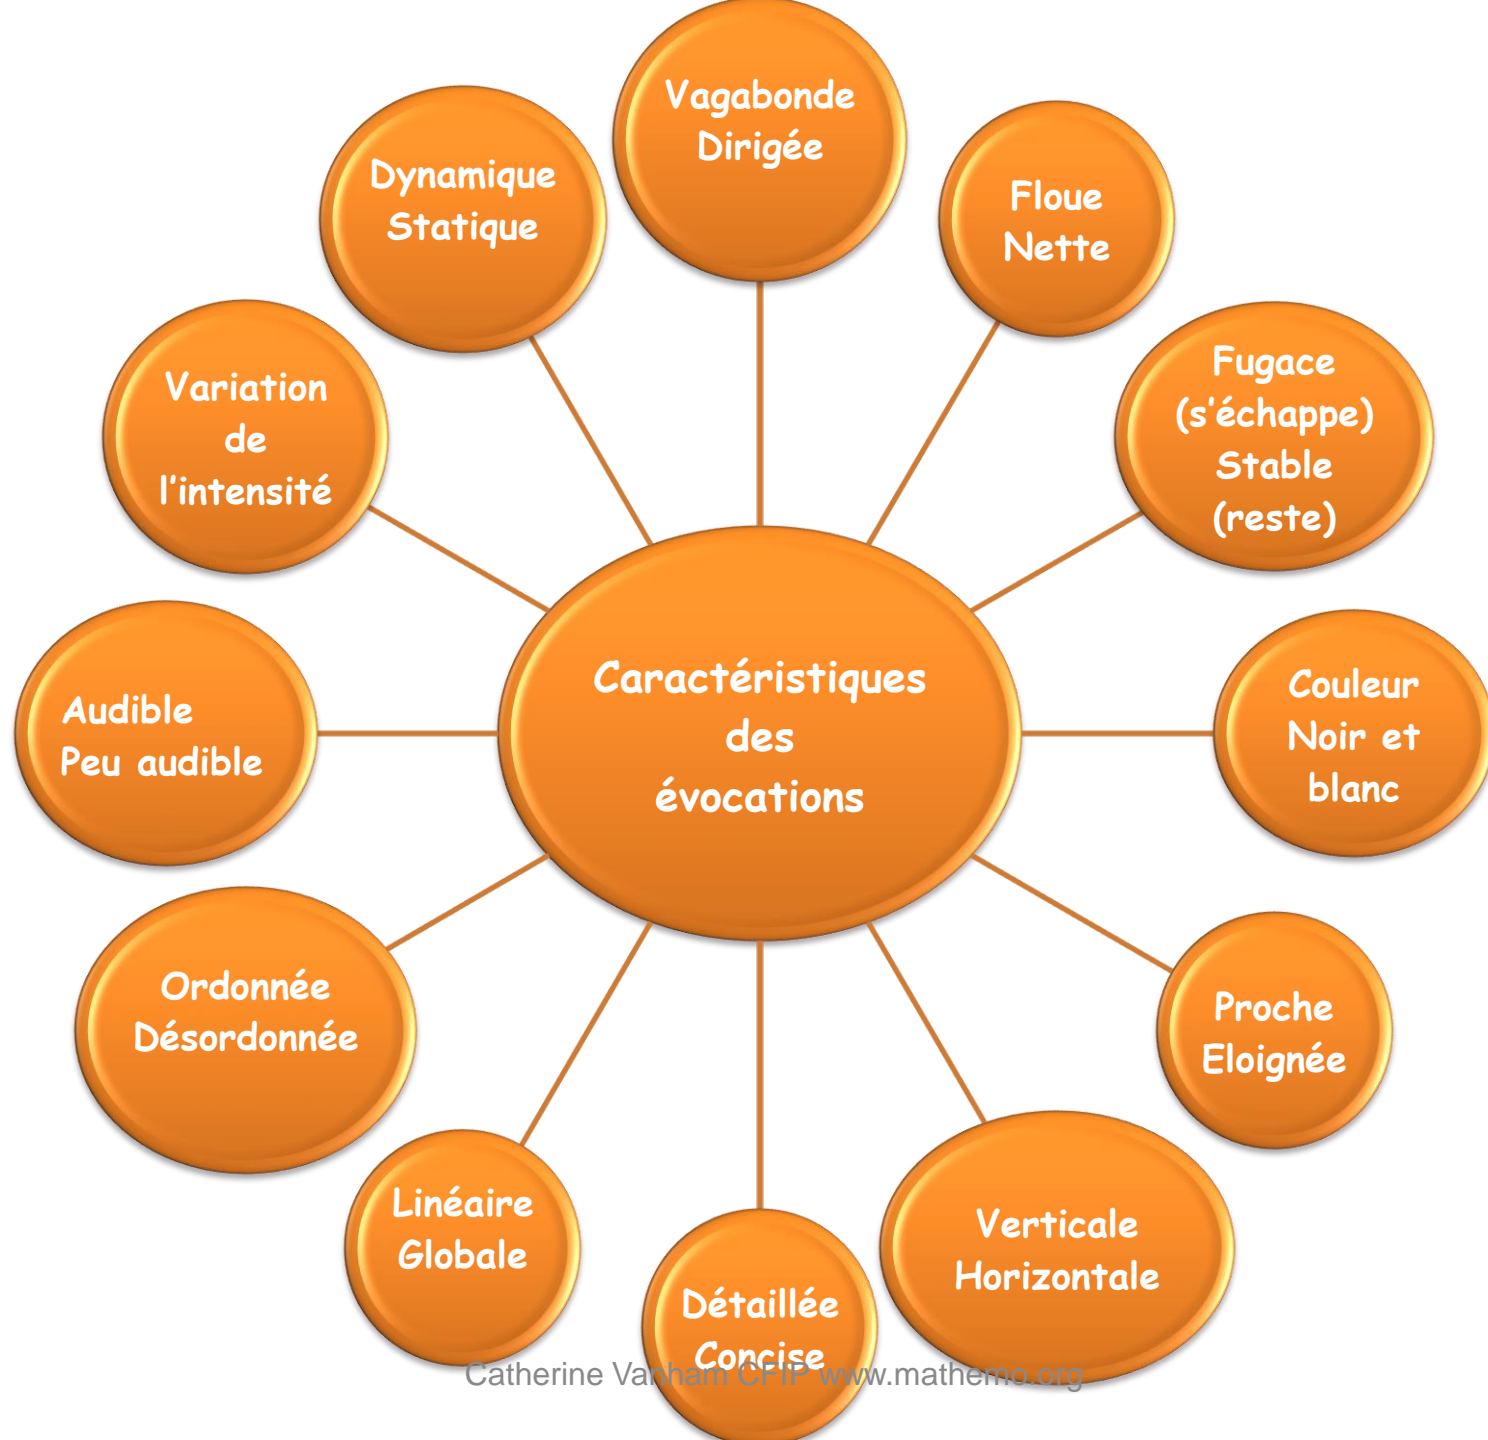 Vagabonde
Dirigée
Floue
Nette
Fugace
(s'échappe)
Stable
(reste)
Couleur
Noir et
blanc
Proche
Eloignée
Verticale
Horizontale
Détaillée
Concise
Linéaire
Globale
Ordonnée
Désordonnée
Audible
Peu audible
Variation
de
l'intensité
Dynamique
Statique
Caractéristiques
des
évocations
Catherine Vanham CFIP www.mathemo.org